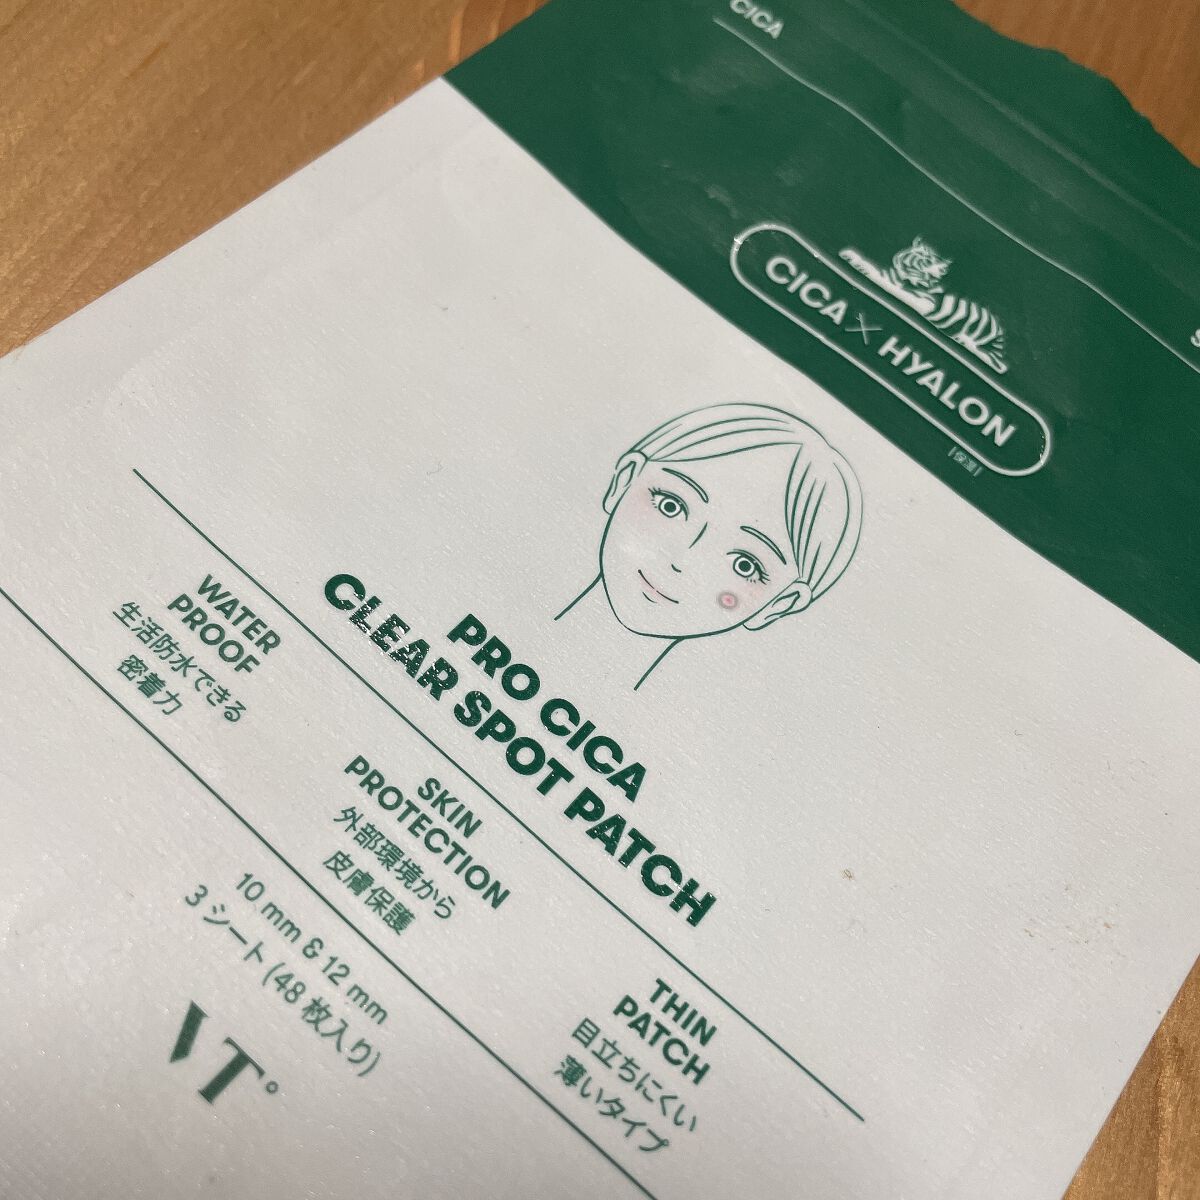 CICA
CICA × HYALON
[保湿]
PRO CICA
CLEAR SPOT PATCH
WATER
PROOF
生活防水できる
密着力
SKIN
PROTECTION
外部環境から
皮膚保護
THIN
PATCH
目立ちにくい
薄いタイプ
10 mm & 12 mm
3 シート (48 枚入り)
VT